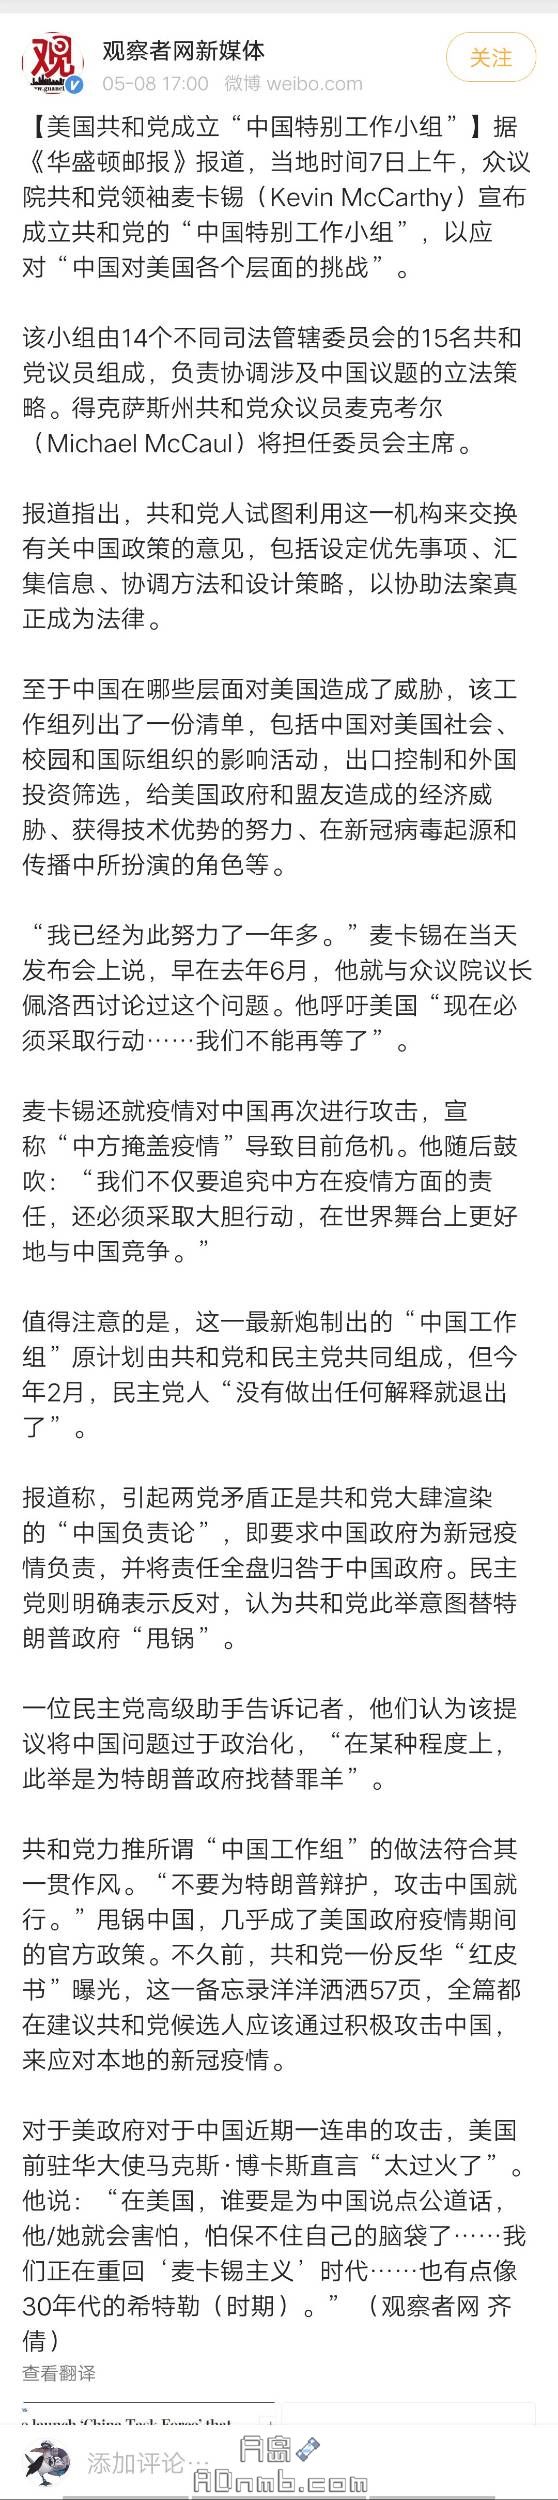 观察者网新媒体
05-08 17:00 微博 weibo.com
关注
【美国共和党成立“中国特别工作小组”】据
《华盛顿邮报》报道，当地时间7日上午，众议
院共和党领袖麦卡锡（Kevin McCarthy）宣布
成立共和党的“中国特别工作小组”，以应
对“中国对美国各个层面的挑战”。
该小组由14个不同司法管辖委员会的15名共和
党议员组成，负责协调涉及中国议题的立法策
略。得克萨斯州共和党众议员麦克考尔
（Michael McCaul）将担任委员会主席。
报道指出，共和党人试图利用这一机构来交换
有关中国政策的意见，包括设定优先事项、汇
集信息、协调方法和设计策略，以协助法案真
正成为法律。
至于中国在哪些层面对美国造成了威胁，该工
作组列出了一份清单，包括中国对美国社会、
校园和国际组织的影响活动，出口控制和外国
投资筛选，给美国政府和盟友造成的经济威
胁、获得技术优势的努力、在新冠病毒起源和
传播中所扮演的角色等。
“我已经为此努力了一年多。”麦卡锡在当天
发布会上说，早在去年6月，他就与众议院议长
佩洛西讨论过这个问题。他呼吁美国“现在必
须采取行动……我们不能再等了”。
麦卡锡还就疫情对中国再次进行攻击，宣
称“中方掩盖疫情”导致目前危机。他随后鼓
吹：“我们不仅要追究中方在疫情方面的责
任，还必须采取大胆行动，在世界舞台上更好
地与中国竞争。”
值得注意的是，这一最新炮制出的“中国工作
组”原计划由共和党和民主党共同组成，但今
年2月，民主党人“没有做出任何解释就退出
了”。
报道称，引起两党矛盾正是共和党大肆渲染
的“中国负责论”，即要求中国政府为新冠疫
情负责，并将责任全盘归咎于中国政府。民主
党则明确表示反对，认为共和党此举意图替特
朗普政府“甩锅”。
一位民主党高级助手告诉记者，他们认为该提
议将中国问题过于政治化，“在某种程度上，
此举是为特朗普政府找替罪羊”。
共和党力推所谓“中国工作组”的做法符合其
一贯作风。“不要为特朗普辩护，攻击中国就
行。”甩锅中国，几乎成了美国政府疫情期间
的官方政策。不久前，共和党一份反华“红皮
书”曝光，这一备忘录洋洋洒洒57页，全篇都
在建议共和党候选人应该通过积极攻击中国，
来应对本地的新冠疫情。
对于美政府对于中国近期一连串的攻击，美国
前驻华大使马克斯·博卡斯直言“太过火了”。
他说：“在美国，谁要是为中国说点公道话，
他/她就会害怕，怕保不住自己的脑袋了……我
们正在重回‘麦卡锡主义’时代……也有点像
30年代的希特勒（时期）。”（观察者网 齐
倩）
查看翻译
launch ‘China Task Force’ that
添加评论…
A岛
ADnmb.com